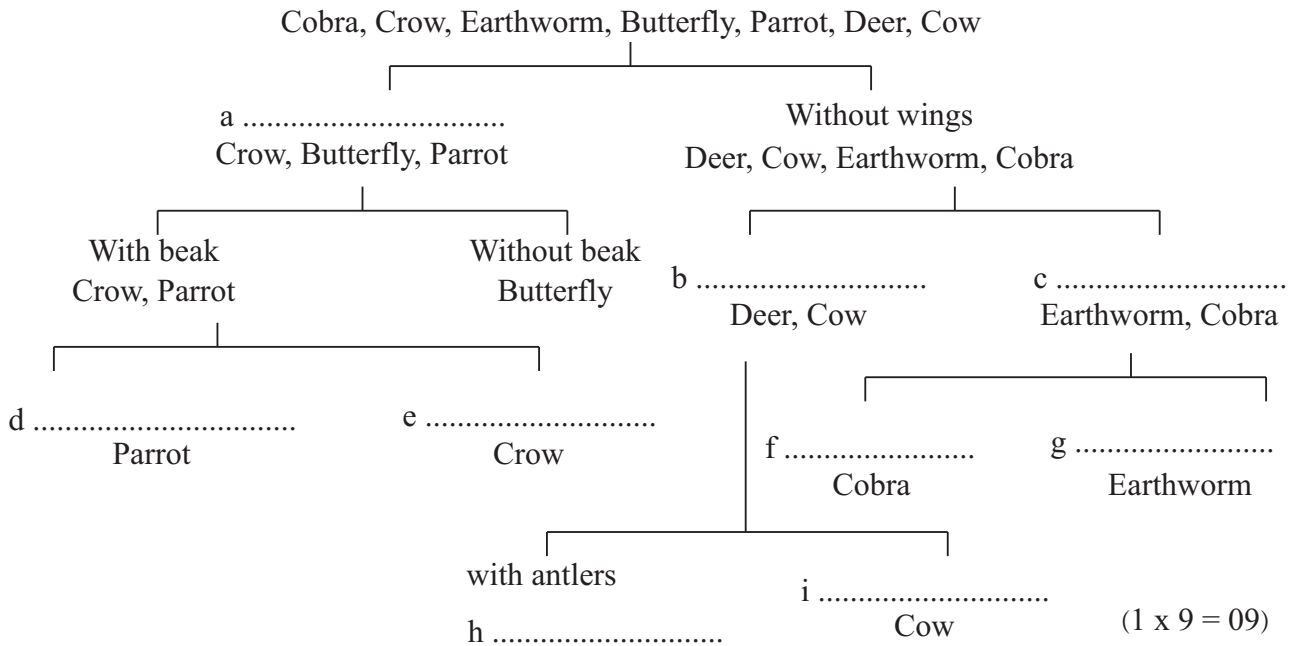 Cobra, Crow, Earthworm, Butterfly, Parrot, Deer, Cow
a .................................
Crow, Butterfly, Parrot
Without wings
Deer, Cow, Earthworm, Cobra
With beak
Crow, Parrot
Without beak
Butterfly
b .............................
Deer, Cow
c .............................
Earthworm, Cobra
d .................................
Parrot
e .............................
Crow
f ........................
Cobra
g .........................
Earthworm
with antlers
h .............................
i .............................
Cow
(1 x 9 = 09)